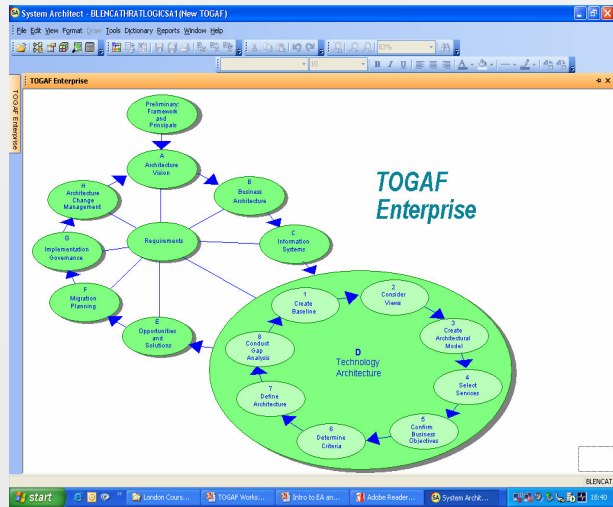 System Architect - BLENCATHRATLOGICSA1(New TOGAF)
File Edit View Format Draw Tools Dictionary Reports Window Help
83%
10 B I U
TOGAF Enterprise
TOGAF Enterprise
Preliminary:
Framework
and
Principals
A
Architecture
Vision
B
Business
Architecture
C
Information
Systems
H
Architecture
Change
Management
G
Implementation
Governance
F
Migration
Planning
E
Opportunities
and
Solutions
Requirements
TOGAF
Enterprise
1
Create
Baseline
2
Consider
Views
3
Create
Architectural
Model
4
Select
Services
5
Confirm
Business
Objectives
6
Determine
Criteria
7
Define
Architecture
8
Conduct
Gap
Analysis
D
Technology
Architecture
BLENCAT
start London Cours... TOGAF Works... Intro to EA an... Adobe Reader... System Archit... 18:40